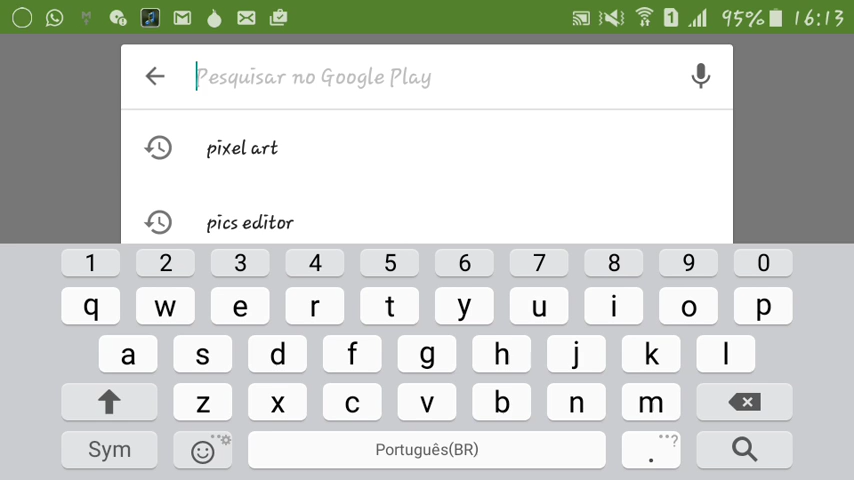 1 95% 16:13
Pesquisar no Google Play
pixel art
pics editor
1 2 3 4 5 6 7 8 9 0
q w e r t y u i o p
a s d f g h j k l
z x c v b n m
Sym Português(BR) . ?